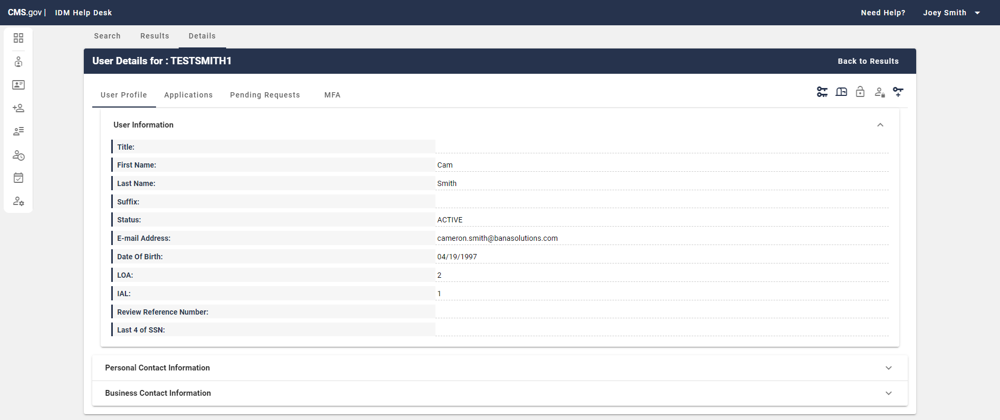 CMS.gov | IDM Help Desk Need Help? Joey Smith
Search Results Details
User Details for : TESTSMITH1 Back to Results
User Profile Applications Pending Requests MFA
User Information
Title:
First Name: Cam
Last Name: Smith
Suffix:
Status: ACTIVE
E-mail Address: cameron.smith@banasolutions.com
Date Of Birth: 04/19/1997
LOA: 2
IAL: 1
Review Reference Number:
Last 4 of SSN:
Personal Contact Information
Business Contact Information